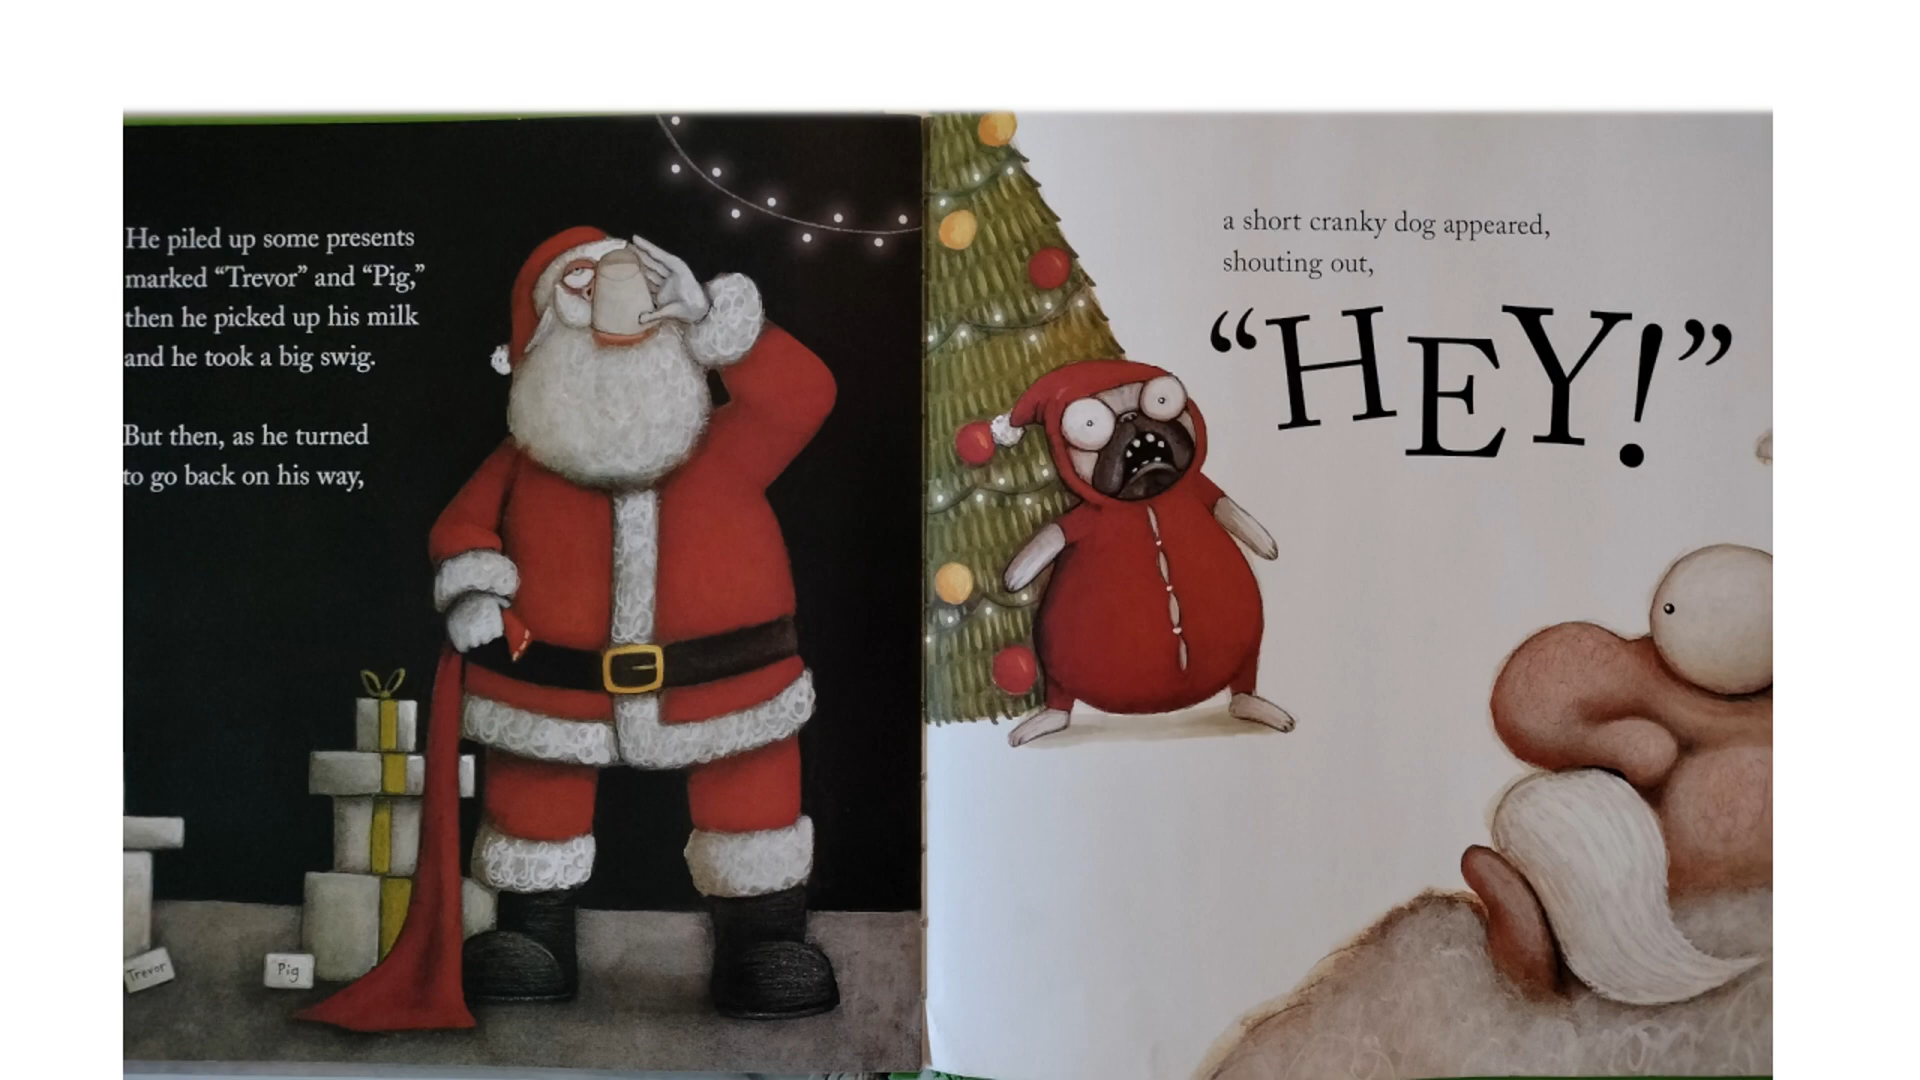 He piled up some presents
marked “Trevor” and “Pig,”
then he picked up his milk
and he took a big swig.
But then, as he turned
to go back on his way,
Trevor
Pig
a short cranky dog appeared,
shouting out,
“HEY!”